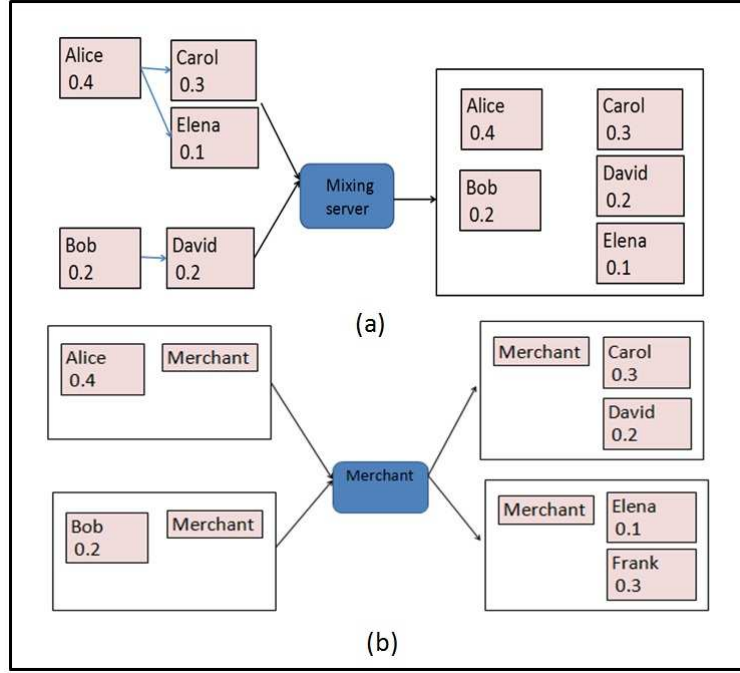 Alice
0.4
Carol
0.3
Elena
0.1
Bob
0.2
David
0.2
Mixing
server
Alice
0.4
Bob
0.2
Carol
0.3
David
0.2
Elena
0.1
(a)
Alice
0.4
Merchant
Bob
0.2
Merchant
Merchant
Merchant
Carol
0.3
David
0.2
Merchant
Elena
0.1
Frank
0.3
(b)